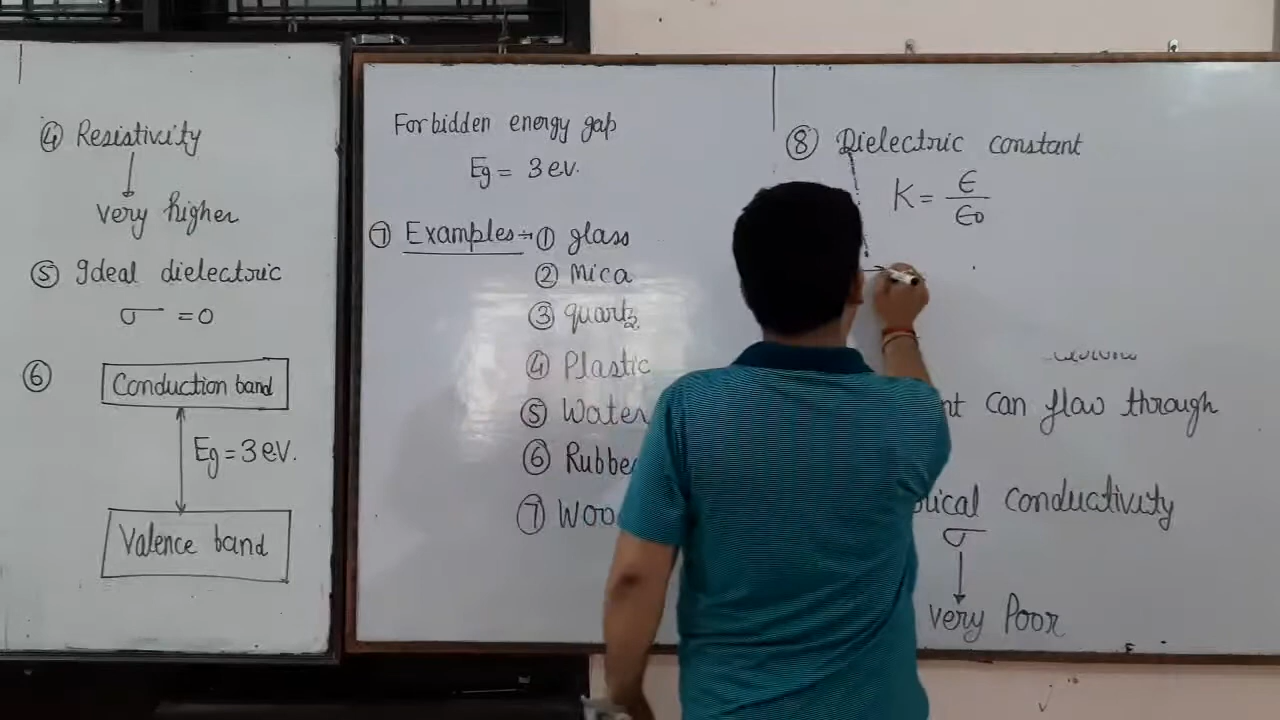 ④ Resistivity
↓
very higher
⑤ Ideal dielectric
σ = 0
⑥ Conduction band
Eg = 3 eV.
Valence band
Forbidden energy gap
Eg = 3 ev.
⑦ Examples → ① glass
② Mica
③ quartz
④ Plastic
⑤ Water
⑥ Rubbe
⑦ Woo
⑧ Dielectric constant
K = ε / ε0
nt can flow through
conductivity
σ
↓
very Poor